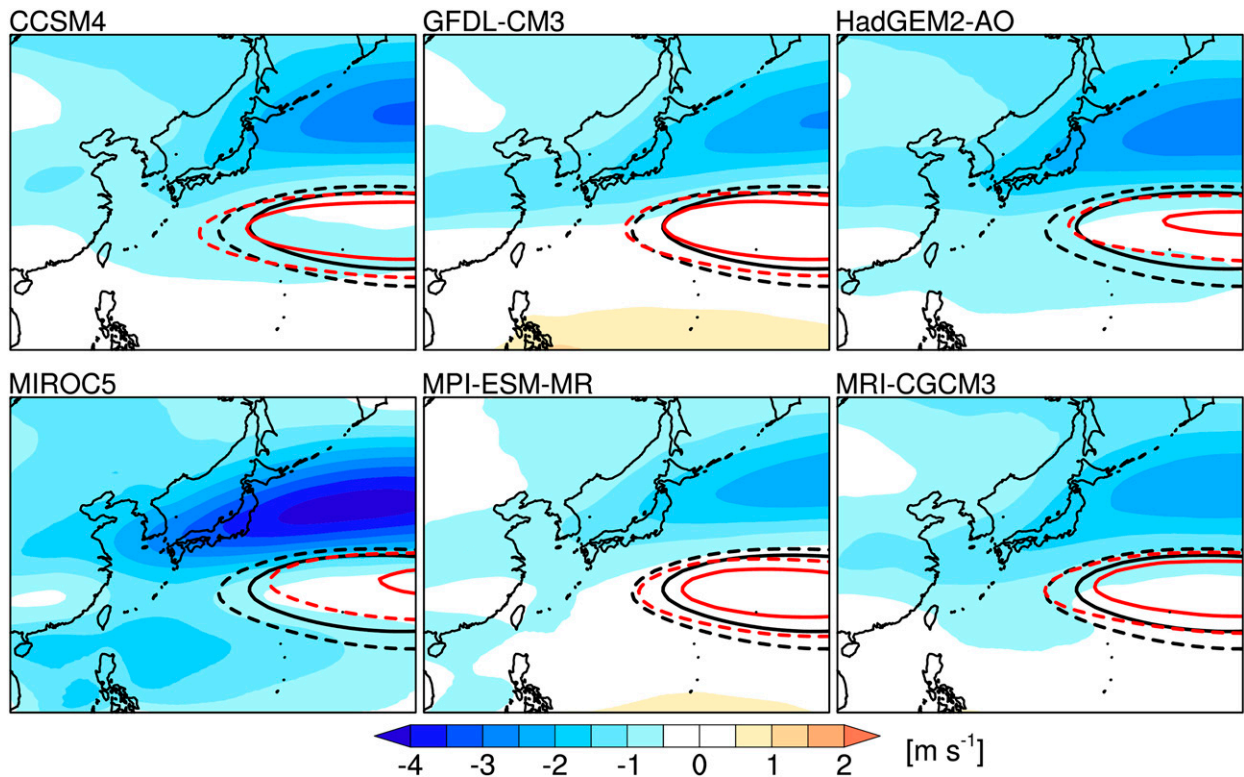 CCSM4 GFDL-CM3 HadGEM2-AO
MIROC5 MPI-ESM-MR MRI-CGCM3
-4 -3 -2 -1 0 1 2 [m s⁻¹]